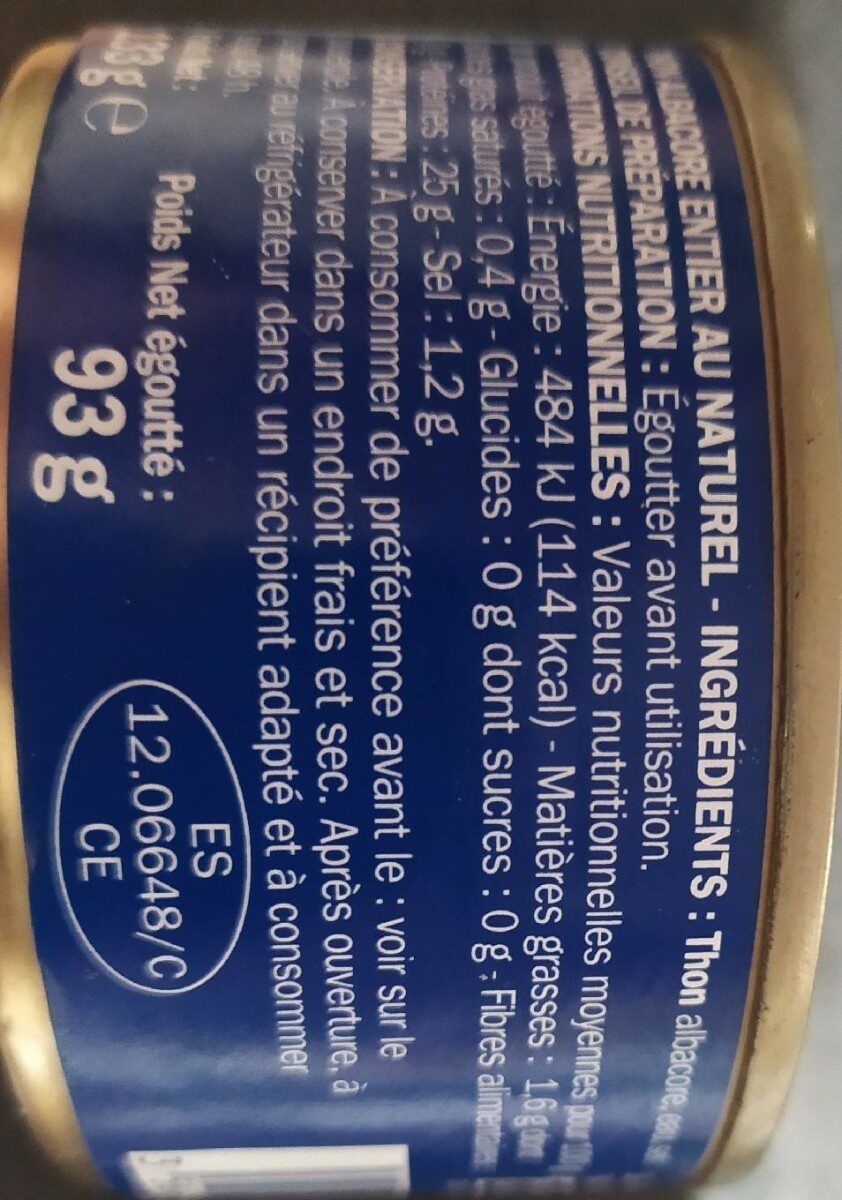 ALBACORE ENTIER AU NATUREL - INGRÉDIENTS : Thon albacore, eau,
DE PRÉPARATION : Égoutter avant utilisation.
NUTRITIONNELLES : Valeurs nutritionnelles moyennes pour
égoutté : Énergie : 484 kJ (114 kcal) - Matières grasses : 1,6 g dont
saturés : 0,4 g - Glucides : 0 g dont sucres : 0 g - Fibres
: 25 g - Sel : 1,2 g.
À consommer de préférence avant le : voir sur le
À conserver dans un endroit frais et sec. Après ouverture, à
au réfrigérateur dans un récipient adapté et à consommer
Poids Net égoutté :
93 g
ES
12.06648/C
CE